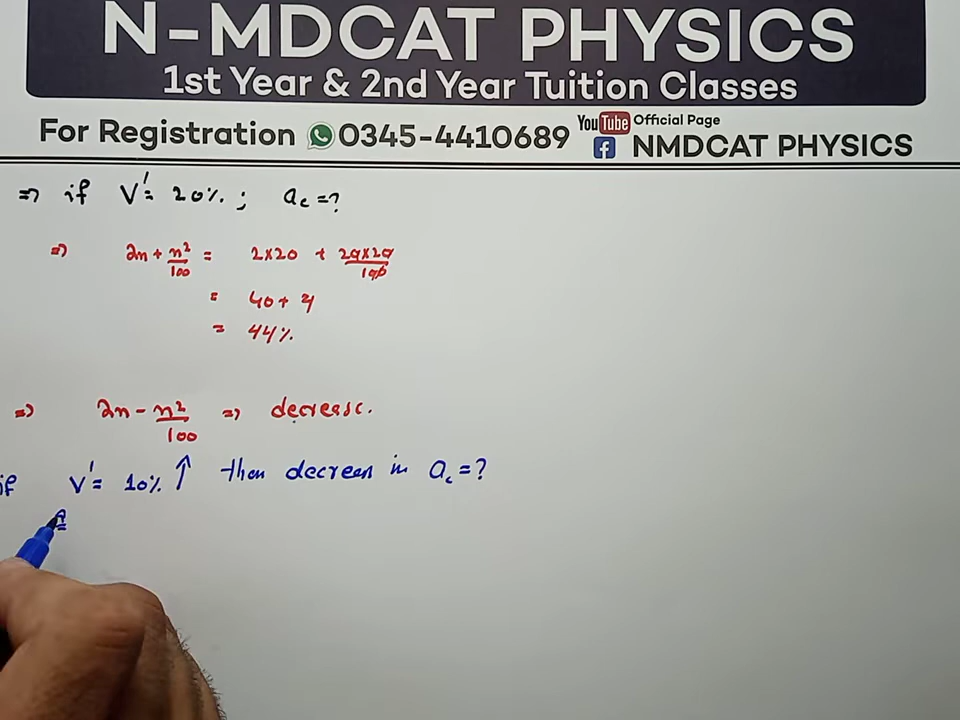 N-MDCAT PHYSICS
1st Year & 2nd Year Tuition Classes
For Registration 0345-4410689 YouTube Official Page
NMDCAT PHYSICS
⇒ if V' = 20% ; ac = ?
⇒ 2n + n²/100 = 2×20 + 20×20/100
= 40 + 4
= 44%
⇒ 2n - n²/100 ⇒ decrease.
if V' = 10% ↑ then decreas in ac = ?